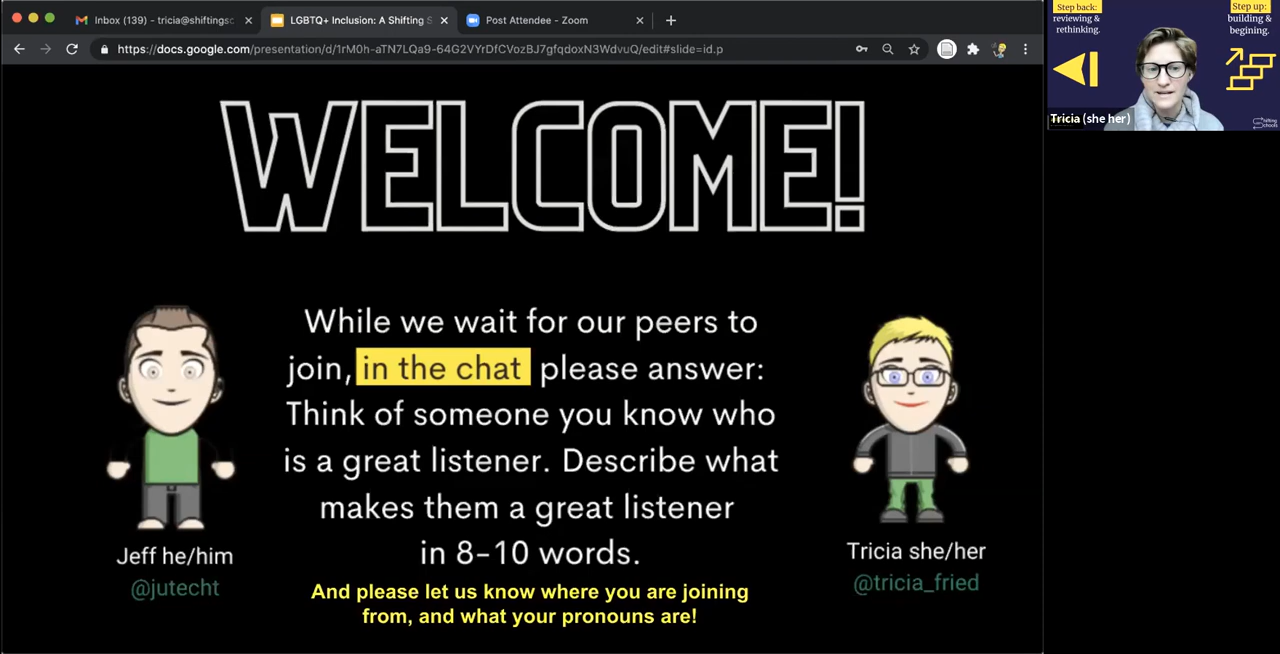 Inbox (139) - tricia@shiftingsc
LGBTQ+ Inclusion: A Shifting S
Post Attendee - Zoom
https://docs.google.com/presentation/d/1rM0h-aTN7LQa9-64G2VYrDfCVozBJ7gfqdoxN3WdvuQ/edit#slide=id.p
Step back:
reviewing &
rethinking.
Step up:
building &
begining.
Tricia (she her)
Shifting
Schools
WELCOME!
While we wait for our peers to
join, in the chat please answer:
Think of someone you know who
is a great listener. Describe what
makes them a great listener
in 8-10 words.
And please let us know where you are joining
from, and what your pronouns are!
Jeff he/him
@jutecht
Tricia she/her
@tricia_fried